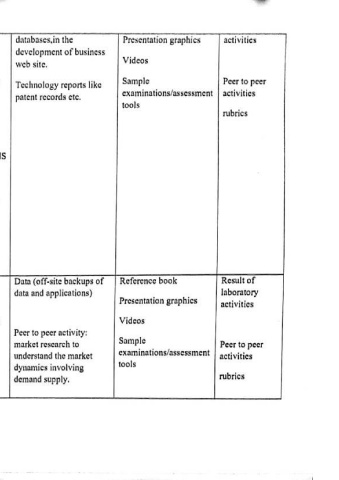 databases,in the
development of business
web site.
Technology reports like
patent records etc.
Presentation graphics
Videos
Sample
examinations/assessment
tools
activities
Peer to peer
activities
rubrics
IS
Data (off-site backups of
data and applications)
Peer to peer activity:
market research to
understand the market
dynamics involving
demand supply.
Reference book
Presentation graphics
Videos
Sample
examinations/assessment
tools
Result of
laboratory
activities
Peer to peer
activities
rubrics